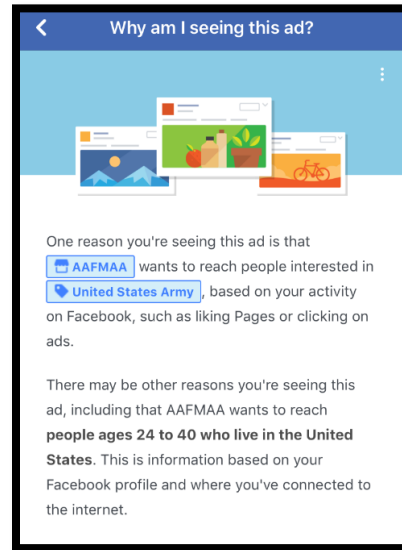 Why am I seeing this ad?
One reason you're seeing this ad is that
AAFMAA wants to reach people interested in
United States Army, based on your activity
on Facebook, such as liking Pages or clicking on
ads.
There may be other reasons you're seeing this
ad, including that AAFMAA wants to reach
people ages 24 to 40 who live in the United
States. This is information based on your
Facebook profile and where you've connected to
the internet.